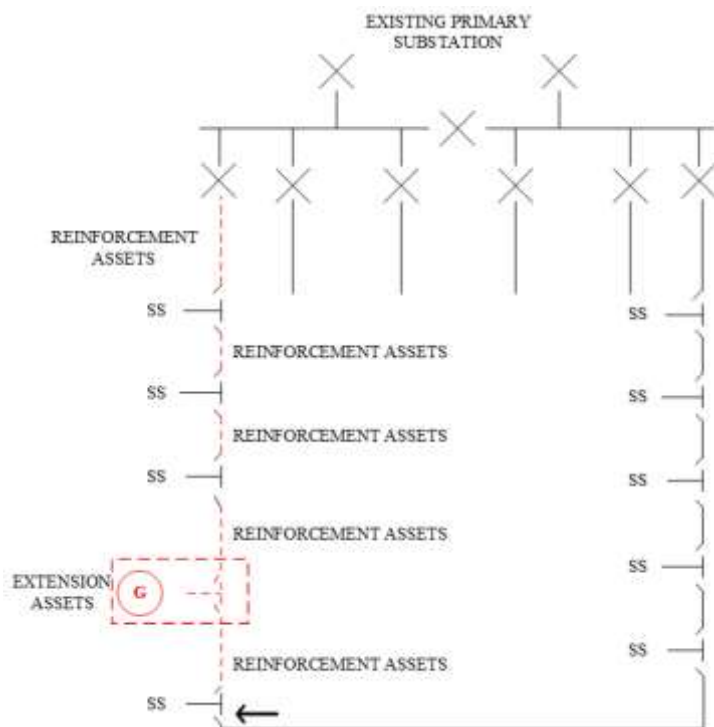 EXISTING PRIMARY
SUBSTATION
REINFORCEMENT
ASSETS
SS
SS
REINFORCEMENT ASSETS
SS
SS
REINFORCEMENT ASSETS
SS
SS
REINFORCEMENT ASSETS
SS
EXTENSION
ASSETS
G
SS
REINFORCEMENT ASSETS
SS